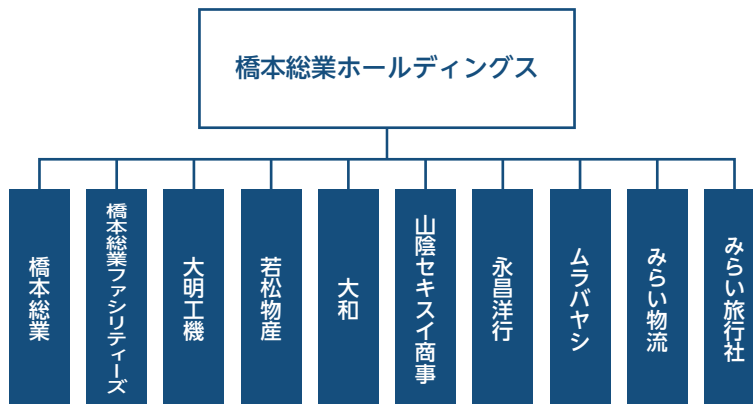 橋本総業ホールディングス
橋本総業
橋本総業ファシリティーズ
大明工機
若松物産
大和
山陰セキスイ商事
永昌洋行
ムラバヤシ
みらい物流
みらい旅行社